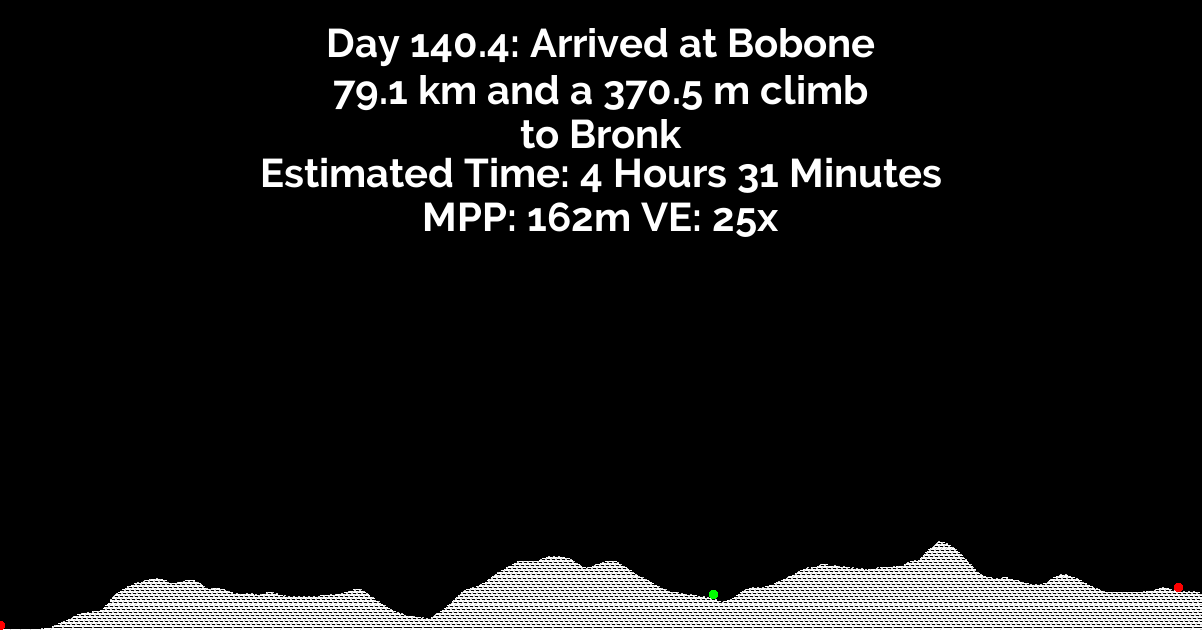 Day 140.4: Arrived at Bobone
79.1 km and a 370.5 m climb
to Bronk
Estimated Time: 4 Hours 31 Minutes
MPP: 162m VE: 25x